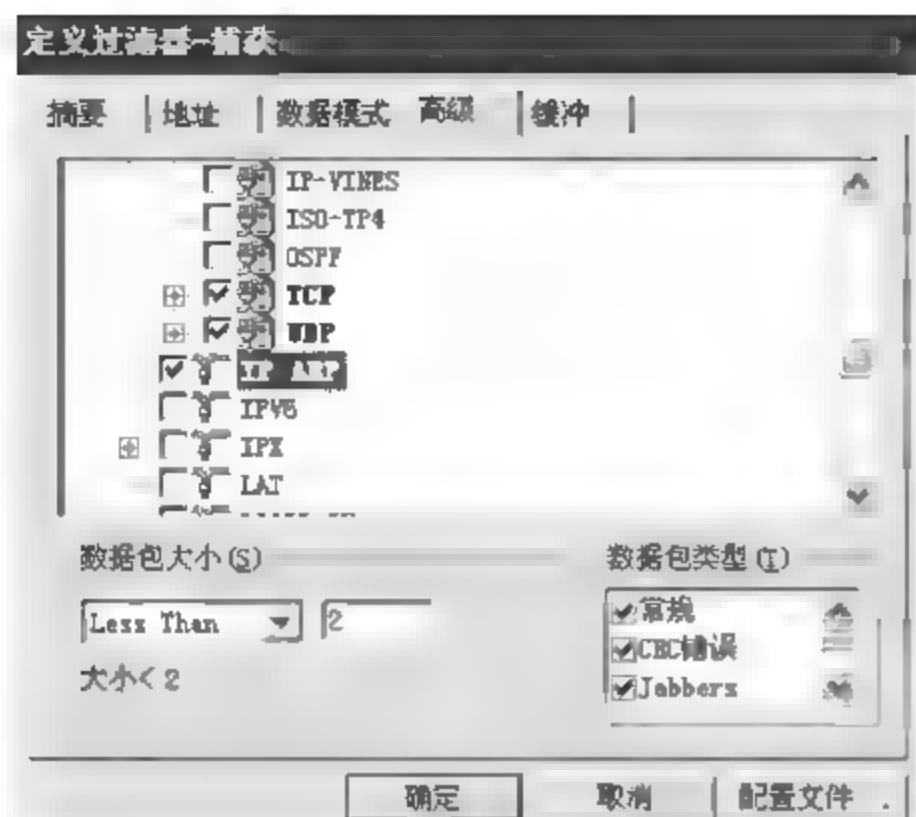 定义过滤器-捕获
摘要 地址 数据模式 高级 缓冲
IP-VINES
ISO-TP4
OSPF
TCP
UDP
IP ARP
IPV6
IPX
LAT
数据包大小(S) 数据包类型(T)
Less Than 2 常规
CRC错误
大小< 2 Jabbers
确定 取消 配置文件